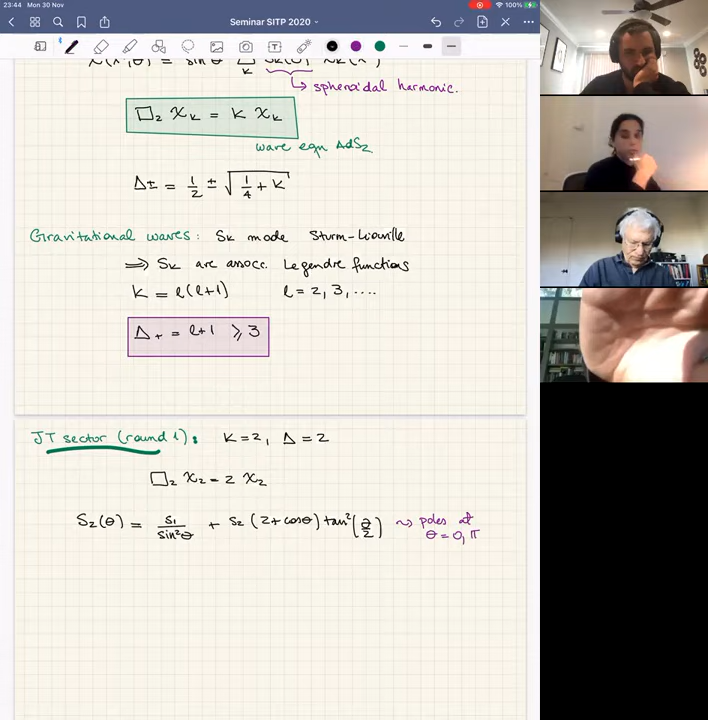 23:44 Mon 30 Nov
100%
Seminar SITP 2020
sinθ Σ
K
↳ spheroidal harmonic.
□₂ χ_K = K χ_K
wave eqn AdS₂
Δ± = 1/2 ± √(1/4 + K)
Gravitational waves: S_K mode Sturm-Liouville
⟹ S_K are assoc. Legendre functions
K = l(l+1) l = 2, 3, ....
Δ₊ = l+1 ⩾ 3
JT sector (round 1): K=2, Δ=2
□₂ χ₂ = 2 χ₂
S₂(θ) = s₁/sin²θ + s₂ (2+cosθ) tan²(θ/2) ⇝ poles at
θ = 0, π